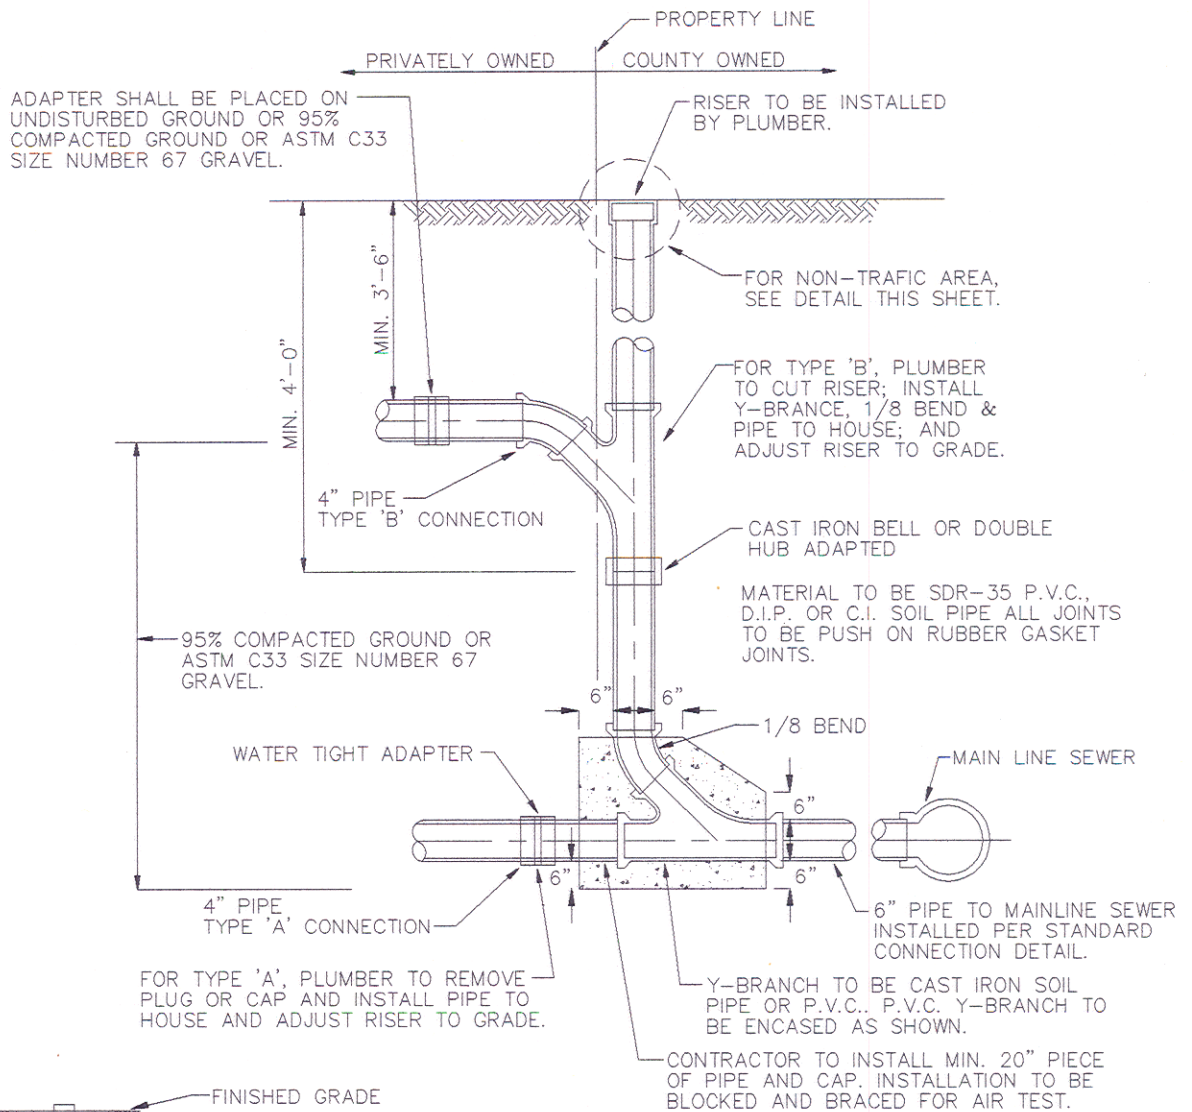 PROPERTY LINE
PRIVATELY OWNED
COUNTY OWNED
ADAPTER SHALL BE PLACED ON
UNDISTURBED GROUND OR 95%
COMPACTED GROUND OR ASTM C33
SIZE NUMBER 67 GRAVEL.
RISER TO BE INSTALLED
BY PLUMBER.
MIN. 3'-6"
MIN. 4'-0"
FOR NON-TRAFIC AREA,
SEE DETAIL THIS SHEET.
FOR TYPE 'B', PLUMBER
TO CUT RISER; INSTALL
Y-BRANCE, 1/8 BEND &
PIPE TO HOUSE; AND
ADJUST RISER TO GRADE.
4" PIPE
TYPE 'B' CONNECTION
CAST IRON BELL OR DOUBLE
HUB ADAPTED
MATERIAL TO BE SDR-35 P.V.C.,
D.I.P. OR C.I. SOIL PIPE ALL JOINTS
TO BE PUSH ON RUBBER GASKET
JOINTS.
95% COMPACTED GROUND OR
ASTM C33 SIZE NUMBER 67
GRAVEL.
6" 6"
1/8 BEND
WATER TIGHT ADAPTER
MAIN LINE SEWER
6"
6"
6"
4" PIPE
TYPE 'A' CONNECTION
6" PIPE TO MAINLINE SEWER
INSTALLED PER STANDARD
CONNECTION DETAIL.
FOR TYPE 'A', PLUMBER TO REMOVE
PLUG OR CAP AND INSTALL PIPE TO
HOUSE AND ADJUST RISER TO GRADE.
Y-BRANCH TO BE CAST IRON SOIL
PIPE OR P.V.C.. P.V.C. Y-BRANCH TO
BE ENCASED AS SHOWN.
CONTRACTOR TO INSTALL MIN. 20" PIECE
OF PIPE AND CAP. INSTALLATION TO BE
BLOCKED AND BRACED FOR AIR TEST.
FINISHED GRADE